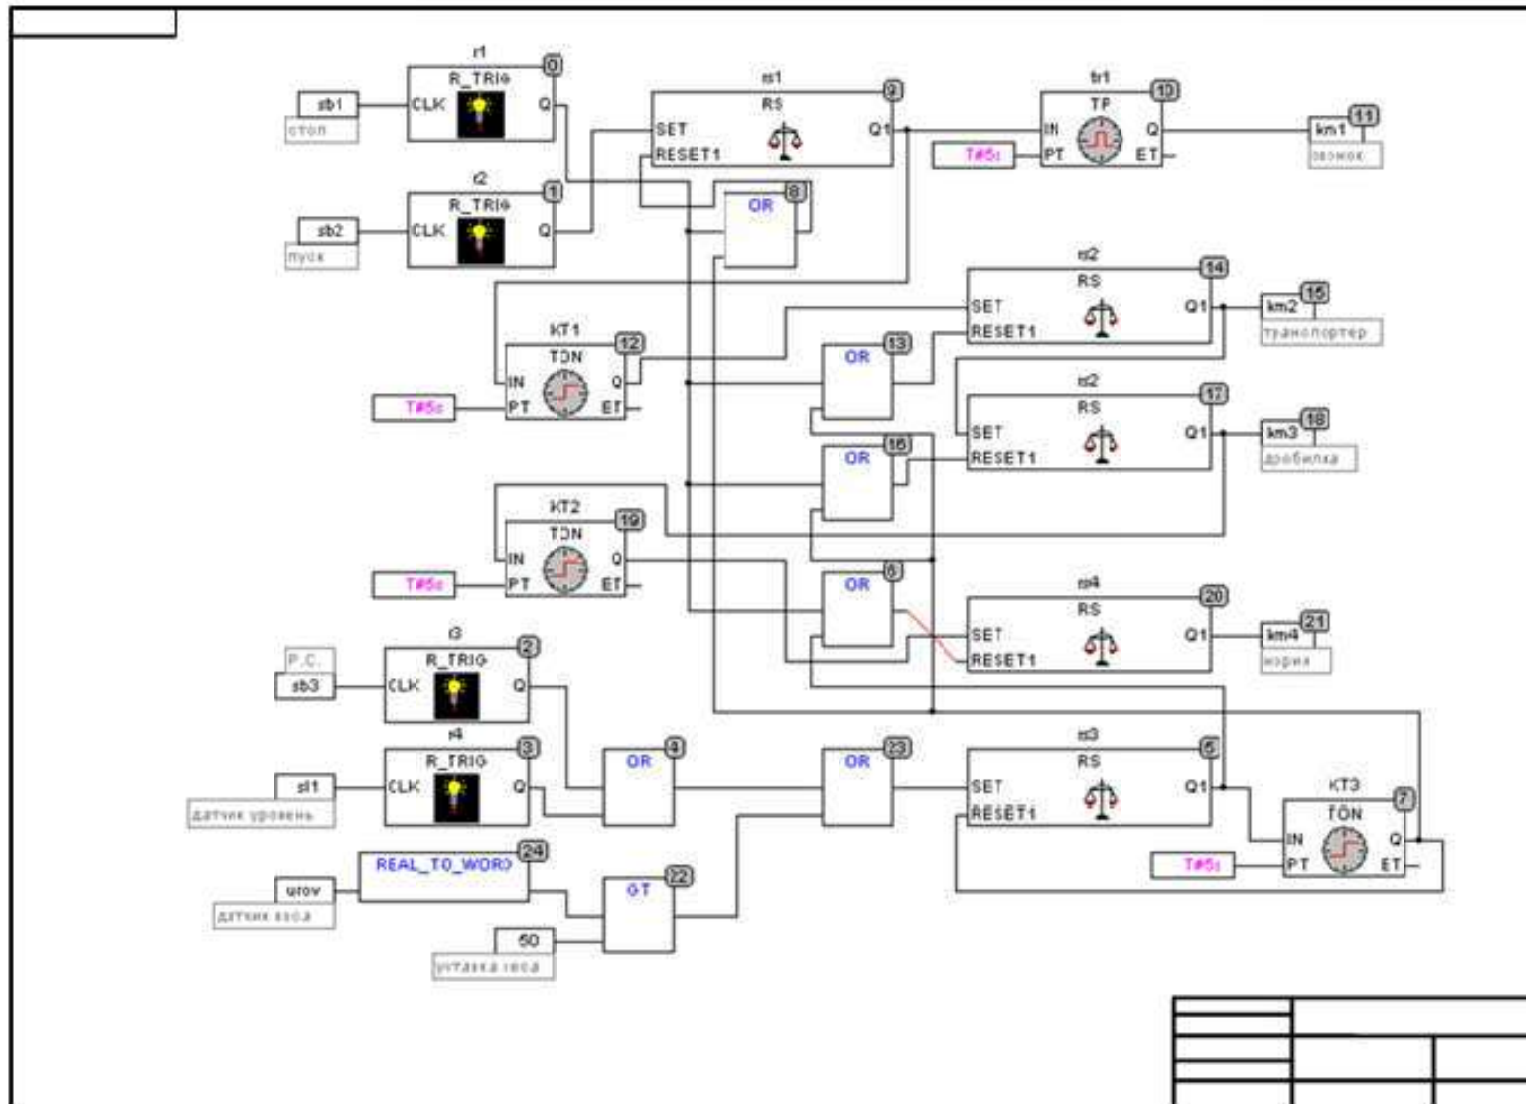 r1
R_TRIG
0
sb1
CLK
Q
стоп
r2
R_TRIG
1
sb2
CLK
Q
пуск
rs1
RS
9
SET
Q1
RESET1
tr1
TP
10
IN
Q
T#5s
PT
ET
km1
11
звонок
OR
8
rs2
RS
14
SET
Q1
RESET1
km2
15
транспортер
KT1
TON
12
IN
Q
T#5s
PT
ET
OR
13
rs2
RS
17
SET
Q1
RESET1
km3
18
дробилка
OR
16
KT2
TON
19
IN
Q
T#5s
PT
ET
OR
6
rs4
RS
20
SET
Q1
RESET1
km4
21
нория
r3
R_TRIG
2
Р.С.
sb3
CLK
Q
r4
R_TRIG
3
sl1
CLK
Q
датчик уровень
OR
4
OR
23
rs3
RS
5
SET
Q1
RESET1
KT3
TON
7
IN
Q
T#5s
PT
ET
REAL_TO_WORD
24
urov
GT
22
50